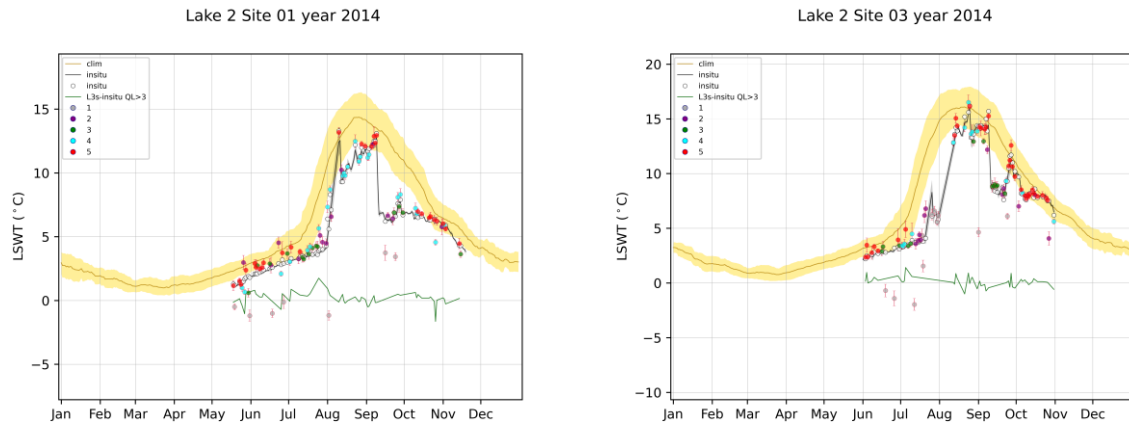 Lake 2 Site 01 year 2014
LSWT (°C)
15
10
5
0
−5
clim
insitu
insitu
L3s-insitu QL>3
1
2
3
4
5
Jan Feb Mar Apr May Jun Jul Aug Sep Oct Nov Dec
Lake 2 Site 03 year 2014
LSWT (°C)
20
15
10
5
0
−5
−10
clim
insitu
insitu
L3s-insitu QL>3
1
2
3
4
5
Jan Feb Mar Apr May Jun Jul Aug Sep Oct Nov Dec